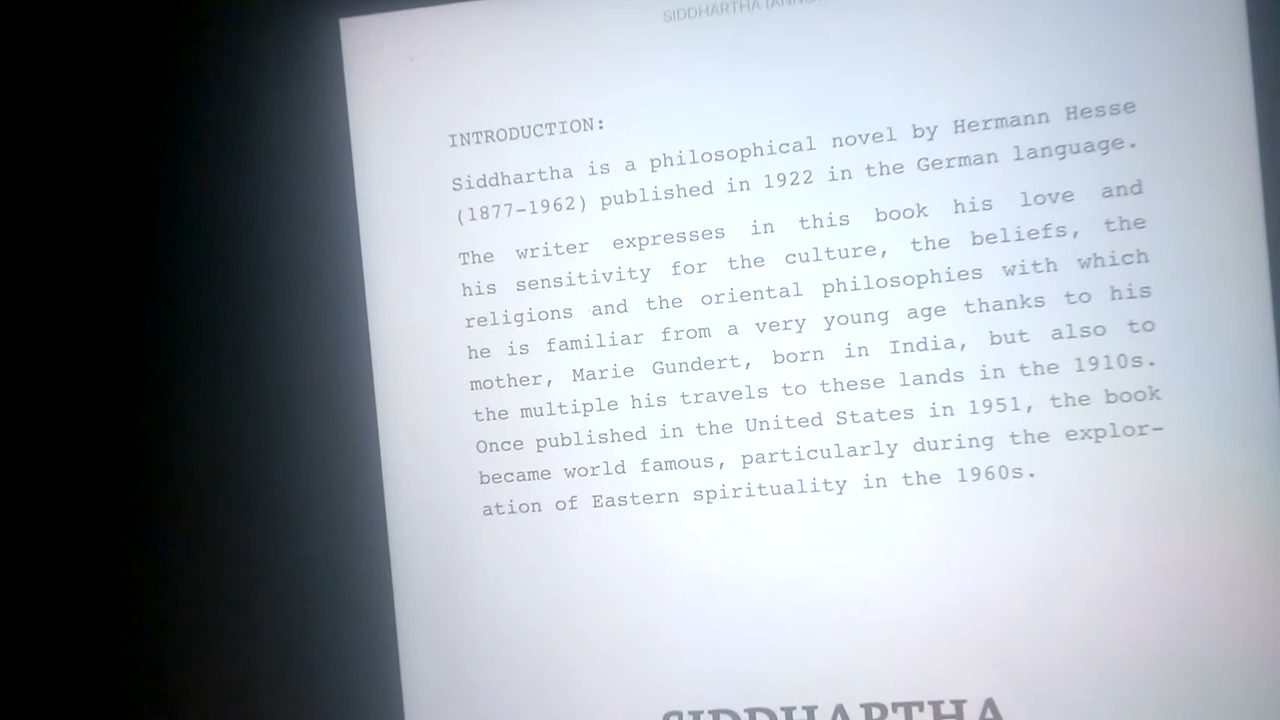 SIDDHARTHA (ANNO
INTRODUCTION:
Siddhartha is a philosophical novel by Hermann Hesse
(1877-1962) published in 1922 in the German language.
The writer expresses in this book his love and
his sensitivity for the culture, the beliefs, the
religions and the oriental philosophies with which
he is familiar from a very young age thanks to his
mother, Marie Gundert, born in India, but also to
the multiple his travels to these lands in the 1910s.
Once published in the United States in 1951, the book
became world famous, particularly during the explor-
ation of Eastern spirituality in the 1960s.
SIDDHARTHA